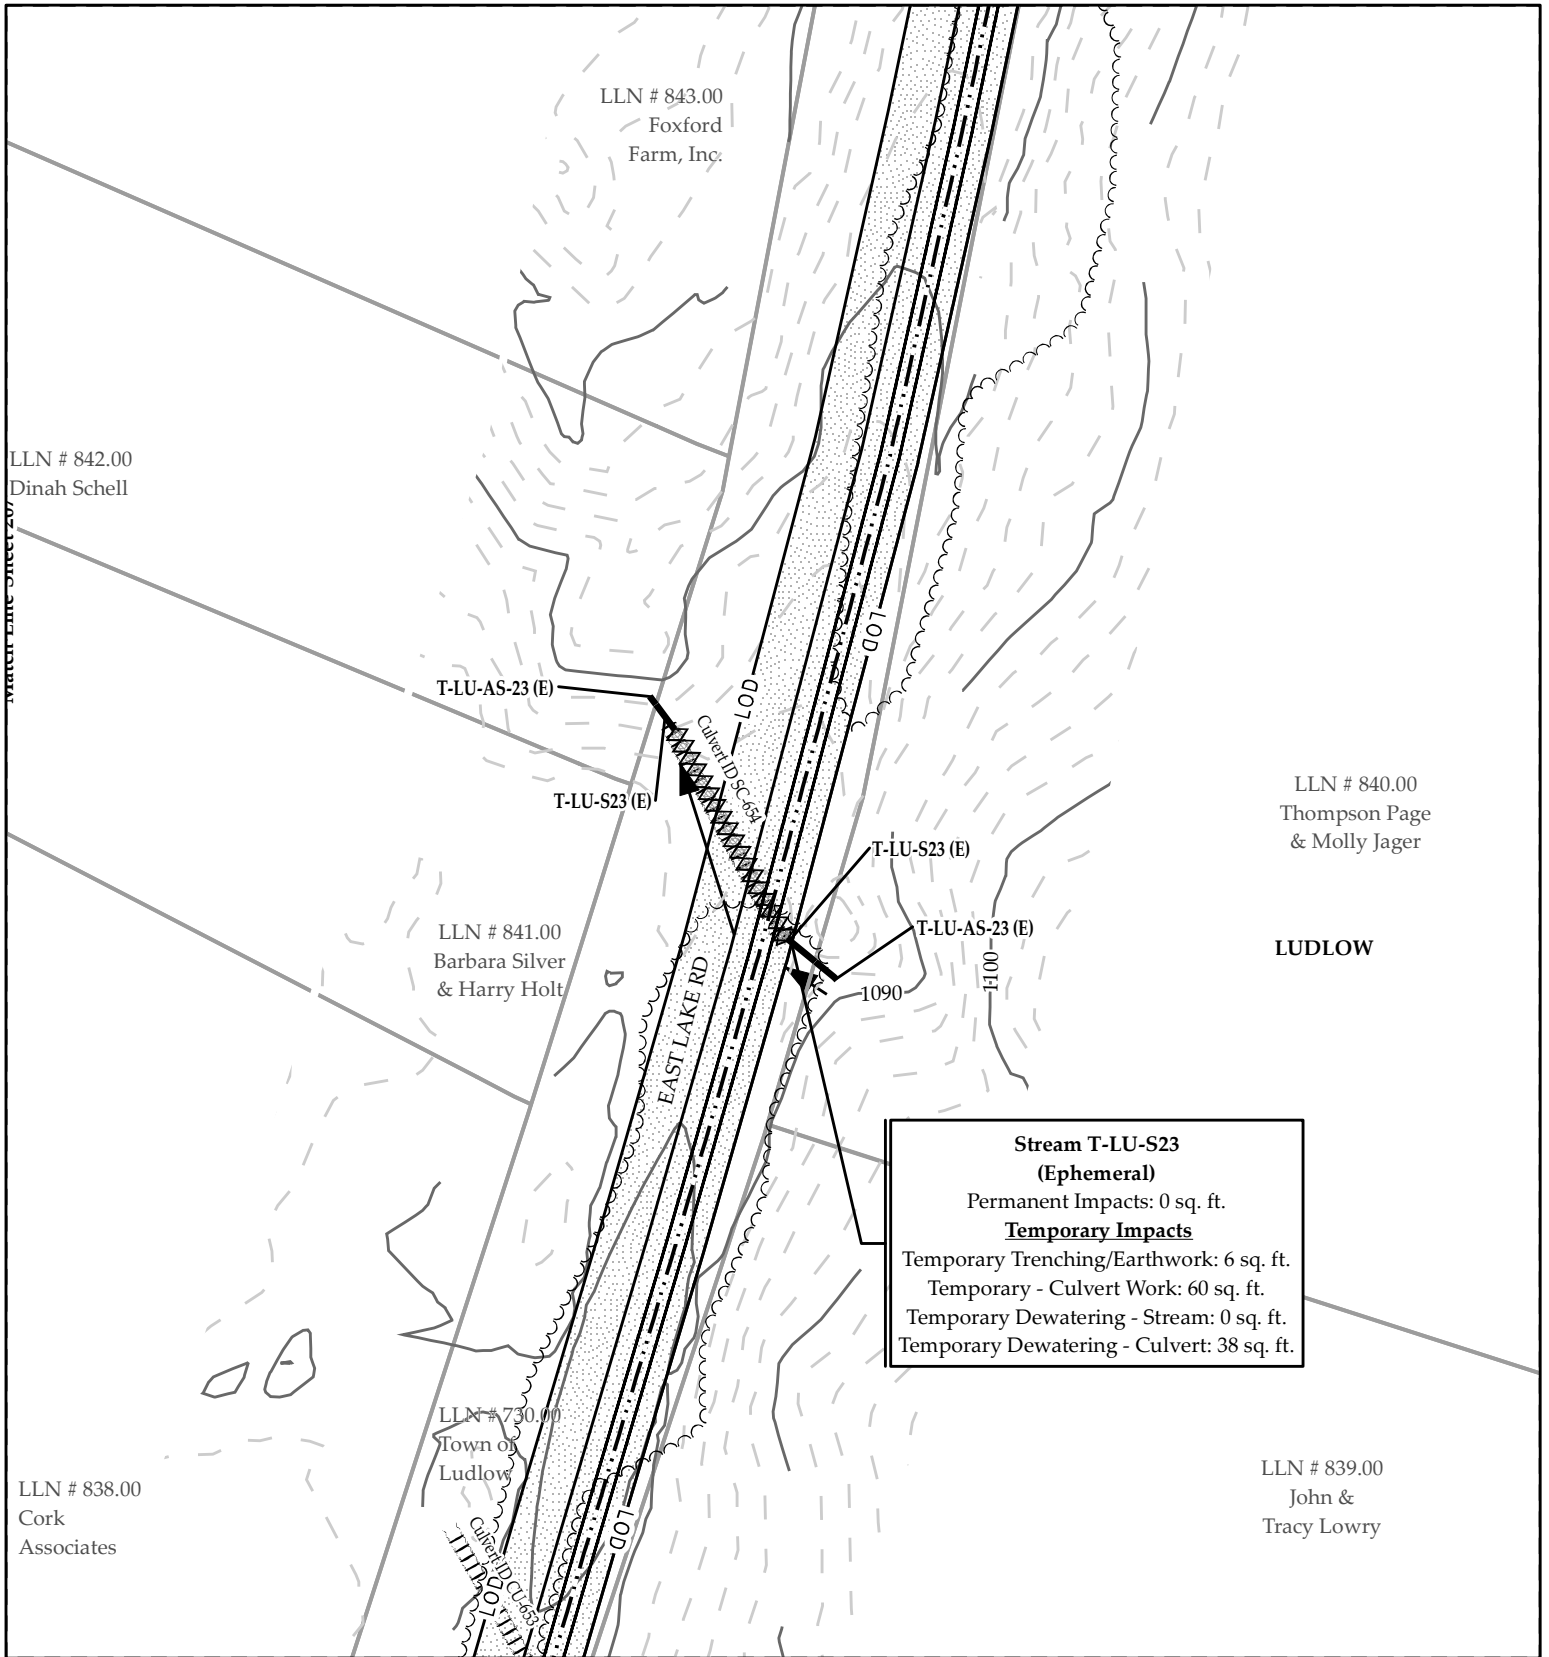 LLN # 843.00
Foxford
Farm, Inc.
LLN # 842.00
Dinah Schell
LOD
LOD
T-LU-AS-23 (E)
Culvert ID SC-654
T-LU-S23 (E)
LLN # 840.00
Thompson Page
& Molly Jager
T-LU-S23 (E)
T-LU-AS-23 (E)
LLN # 841.00
Barbara Silver
& Harry Holt
LUDLOW
1090
1100
EAST LAKE RD
Stream T-LU-S23
(Ephemeral)
Permanent Impacts: 0 sq. ft.
Temporary Impacts
Temporary Trenching/Earthwork: 6 sq. ft.
Temporary - Culvert Work: 60 sq. ft.
Temporary Dewatering - Stream: 0 sq. ft.
Temporary Dewatering - Culvert: 38 sq. ft.
LLN # 730.00
Town of
Ludlow
LLN # 838.00
Cork
Associates
LLN # 839.00
John &
Tracy Lowry
LOD
Culvert ID CU-653
LOD